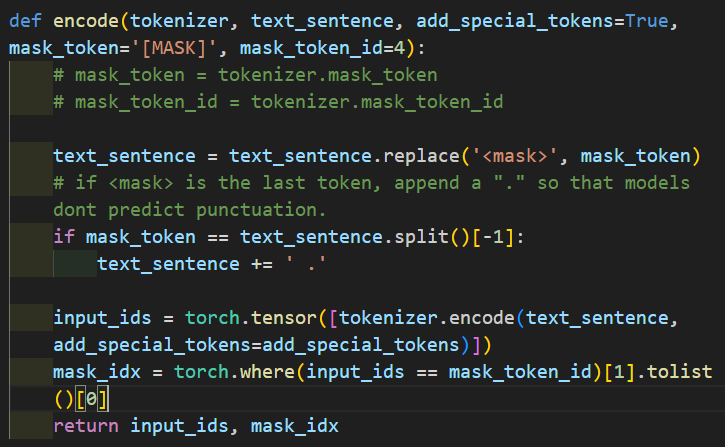 def encode(tokenizer, text_sentence, add_special_tokens=True,
mask_token='[MASK]', mask_token_id=4):
    # mask_token = tokenizer.mask_token
    # mask_token_id = tokenizer.mask_token_id

    text_sentence = text_sentence.replace('<mask>', mask_token)
    # if <mask> is the last token, append a "." so that models
    dont predict punctuation.
    if mask_token == text_sentence.split()[-1]:
        text_sentence += ' .'

    input_ids = torch.tensor([tokenizer.encode(text_sentence,
    add_special_tokens=add_special_tokens)])
    mask_idx = torch.where(input_ids == mask_token_id)[1].tolist
    ()[0]
    return input_ids, mask_idx